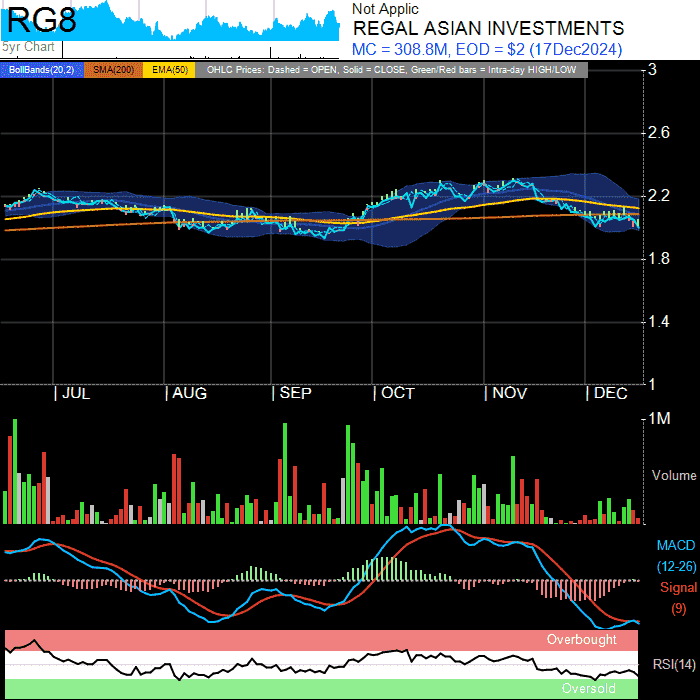 RG8
5yr Chart
Not Applic
REGAL ASIAN INVESTMENTS
MC = 308.8M, EOD = $2 (17Dec2024)
BollBands(20,2) SMA(200) EMA(50) OHLC Prices: Dashed = OPEN, Solid = CLOSE, Green/Red bars = Intra-day HIGH/LOW
3
2.6
2.2
1.8
1.4
1
JUL AUG SEP OCT NOV DEC
1M
Volume
MACD
(12-26)
Signal
(9)
Overbought
RSI(14)
Oversold